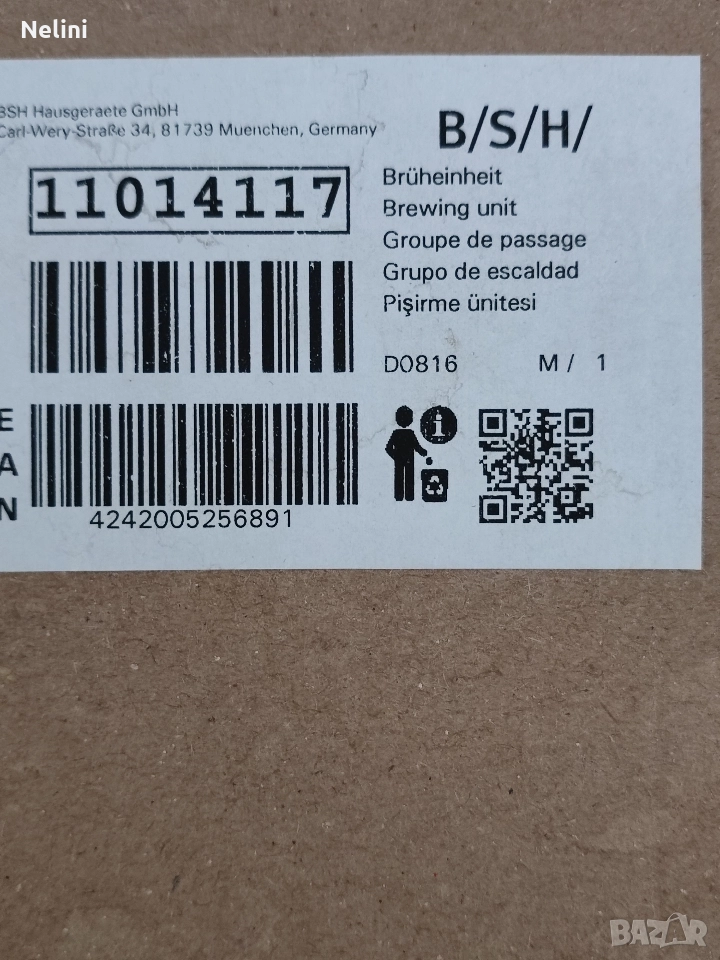 Nelini
BSH Hausgeraete GmbH
Carl-Wery-Straße 34, 81739 Muenchen, Germany
B/S/H/
11014117
Brüheinheit
Brewing unit
Groupe de passage
Grupo de escaldad
Pişirme ünitesi
D0816 M / 1
E
A
N
4242005256891
BAZAR